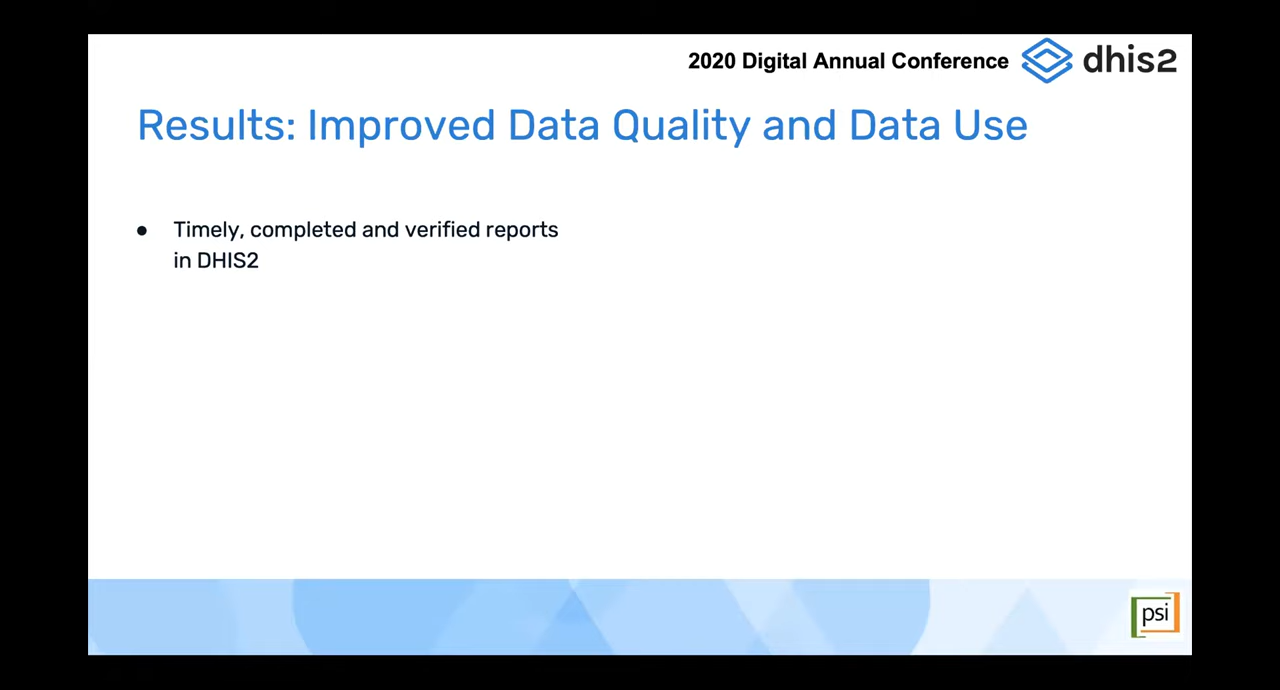 2020 Digital Annual Conference dhis2
Results: Improved Data Quality and Data Use
● Timely, completed and verified reports
in DHIS2
psi